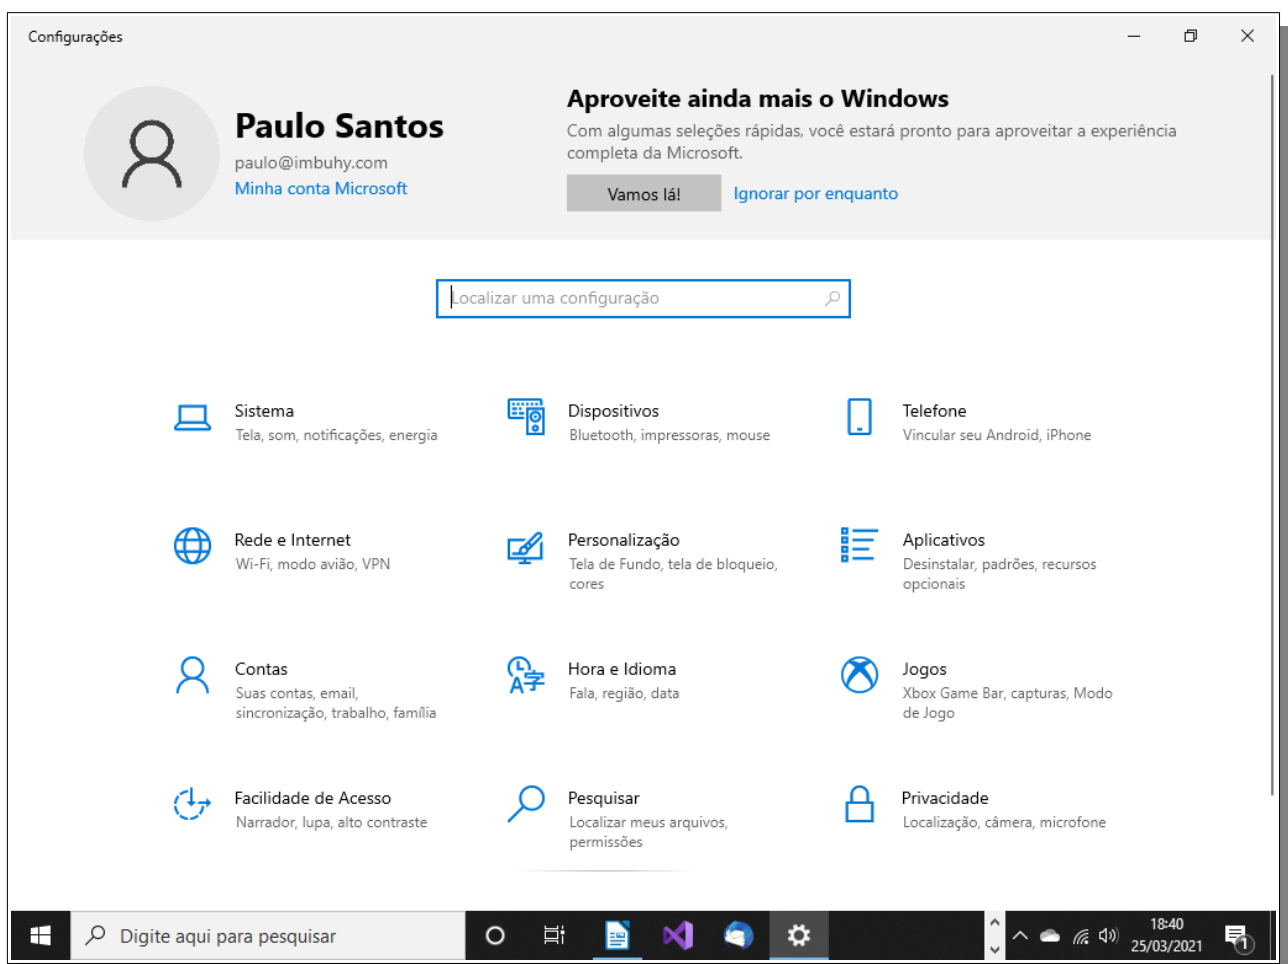 Configurações
Paulo Santos
paulo@imbuhy.com
Minha conta Microsoft
Aproveite ainda mais o Windows
Com algumas seleções rápidas, você estará pronto para aproveitar a experiência
completa da Microsoft.
Vamos lá!
Ignorar por enquanto
Localizar uma configuração
Sistema
Tela, som, notificações, energia
Dispositivos
Bluetooth, impressoras, mouse
Telefone
Vincular seu Android, iPhone
Rede e Internet
Wi-Fi, modo avião, VPN
Personalização
Tela de Fundo, tela de bloqueio,
cores
Aplicativos
Desinstalar, padrões, recursos
opcionais
Contas
Suas contas, email,
sincronização, trabalho, família
Hora e Idioma
Fala, região, data
Jogos
Xbox Game Bar, capturas, Modo
de Jogo
Facilidade de Acesso
Narrador, lupa, alto contraste
Pesquisar
Localizar meus arquivos,
permissões
Privacidade
Localização, câmera, microfone
Digite aqui para pesquisar
18:40
25/03/2021
1